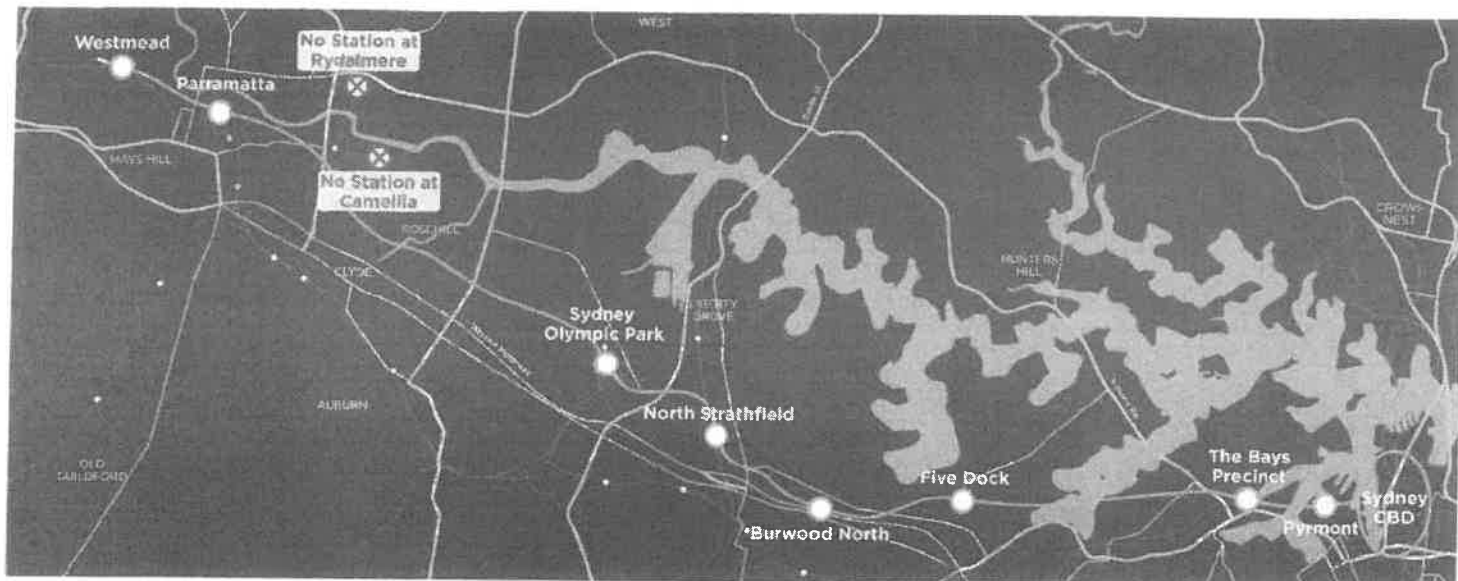 WEST
Westmead
No Station at
Rydalmere
Parramatta
MAYS HILL
No Station at
Camellia
ROSEHILL
CROWS
NEST
CLYDE
HUNTERS
HILL
Sydney
Olympic Park
GROVE
AUBURN
North Strathfield
OLD
GUILDFORD
Five Dock
The Bays
Precinct
Sydney
CBD
Burwood North
Pyrmont